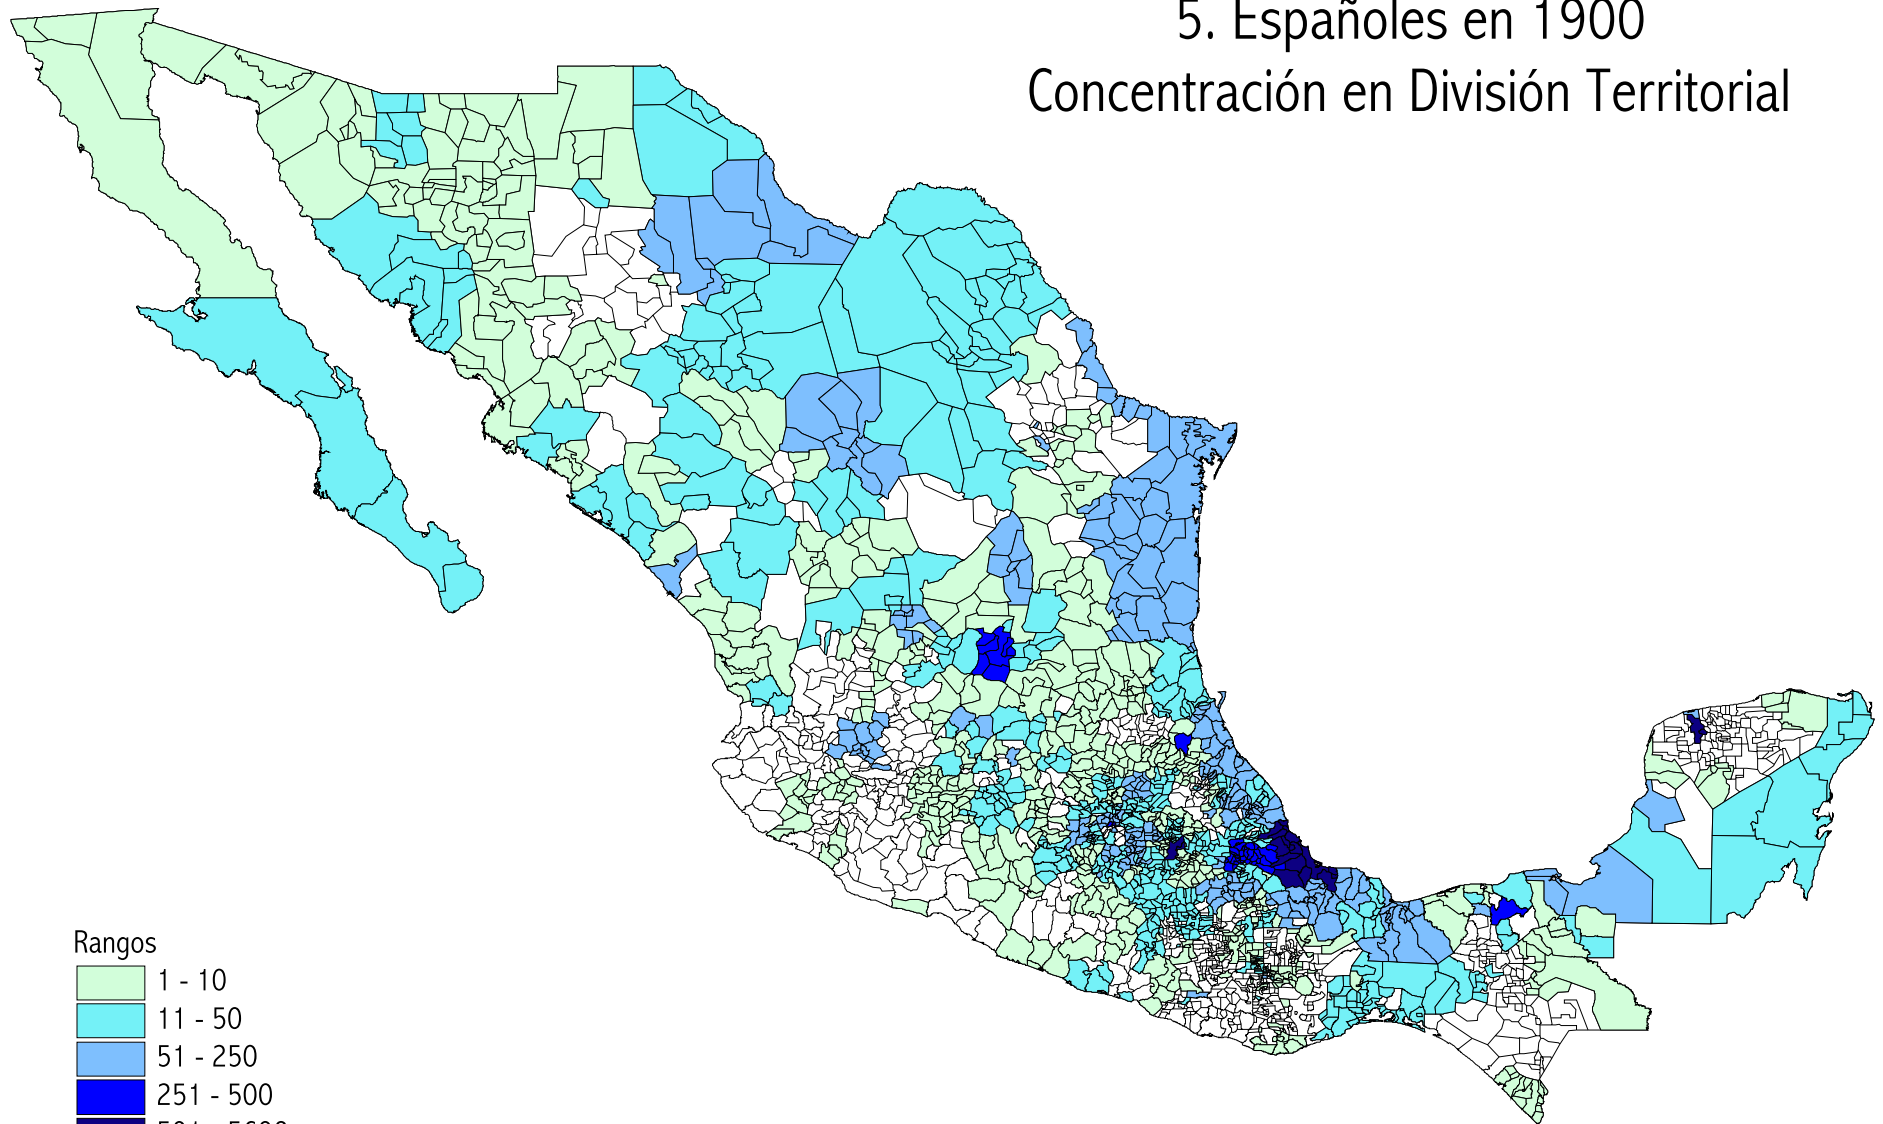 5. Españoles en 1900
Concentración en División Territorial
Rangos
1 - 10
11 - 50
51 - 250
251 - 500